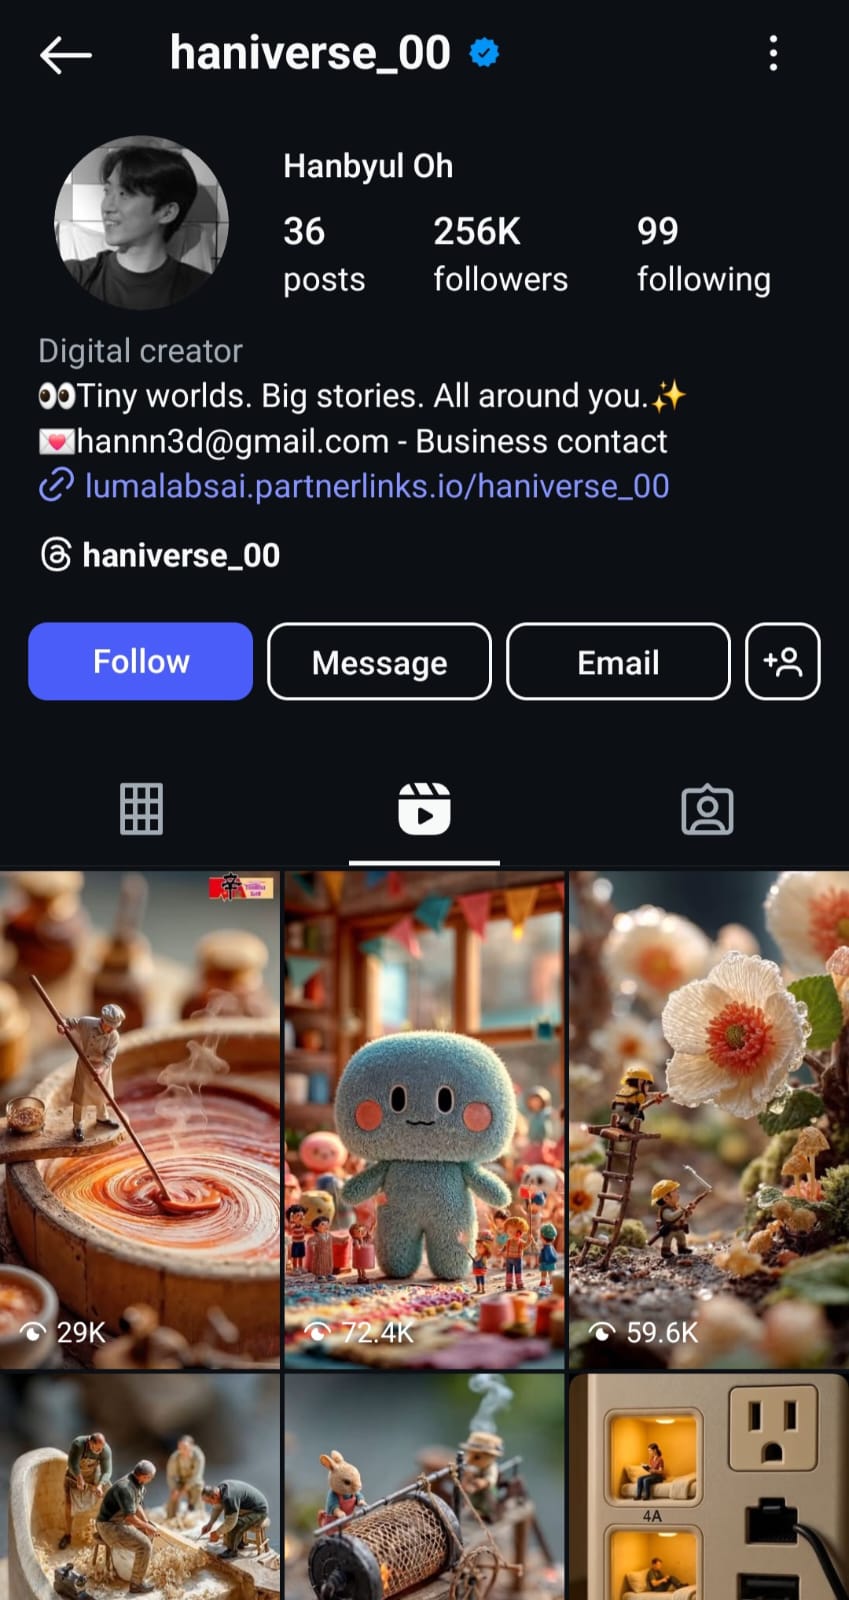 haniverse_00
Hanbyul Oh
36
256K
99
posts
followers
following
Digital creator
👀Tiny worlds. Big stories. All around you.✨
💌hannn3d@gmail.com - Business contact
lumalabsai.partnerlinks.io/haniverse_00
haniverse_00
Follow
Message
Email
辛
29K
72.4K
59.6K
4A